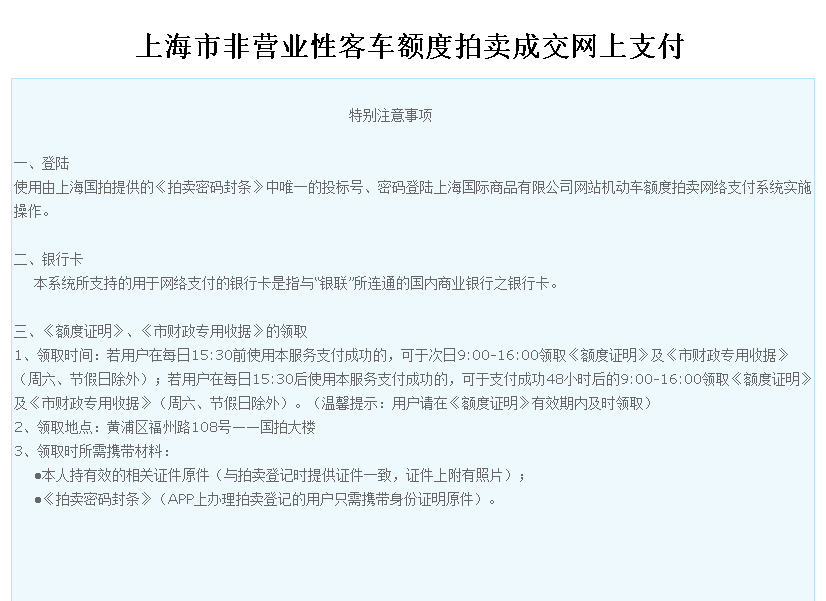 上海市非营业性客车额度拍卖成交网上支付
特别注意事项
一、登陆
使用由上海国拍提供的《拍卖密码封条》中唯一的投标号、密码登陆上海国际商品有限公司网站机动车额度拍卖网络支付系统实施
操作。
二、银行卡
本系统所支持的用于网络支付的银行卡是指与“银联”所连通的国内商业银行之银行卡。
三、《额度证明》、《市财政专用收据》的领取
1、领取时间：若用户在每日15:30前使用本服务支付成功的，可于次日9:00-16:00领取《额度证明》及《市财政专用收据》
（周六、节假日除外）；若用户在每日15:30后使用本服务支付成功的，可于支付成功48小时后的9:00-16:00领取《额度证明》
及《市财政专用收据》（周六、节假日除外）。（温馨提示：用户请在《额度证明》有效期内及时领取）
2、领取地点：黄浦区福州路108号——国拍大楼
3、领取时所需携带材料：
●本人持有效的相关证件原件（与拍卖登记时提供证件一致，证件上附有照片）；
●《拍卖密码封条》（APP上办理拍卖登记的用户只需携带身份证明原件）。